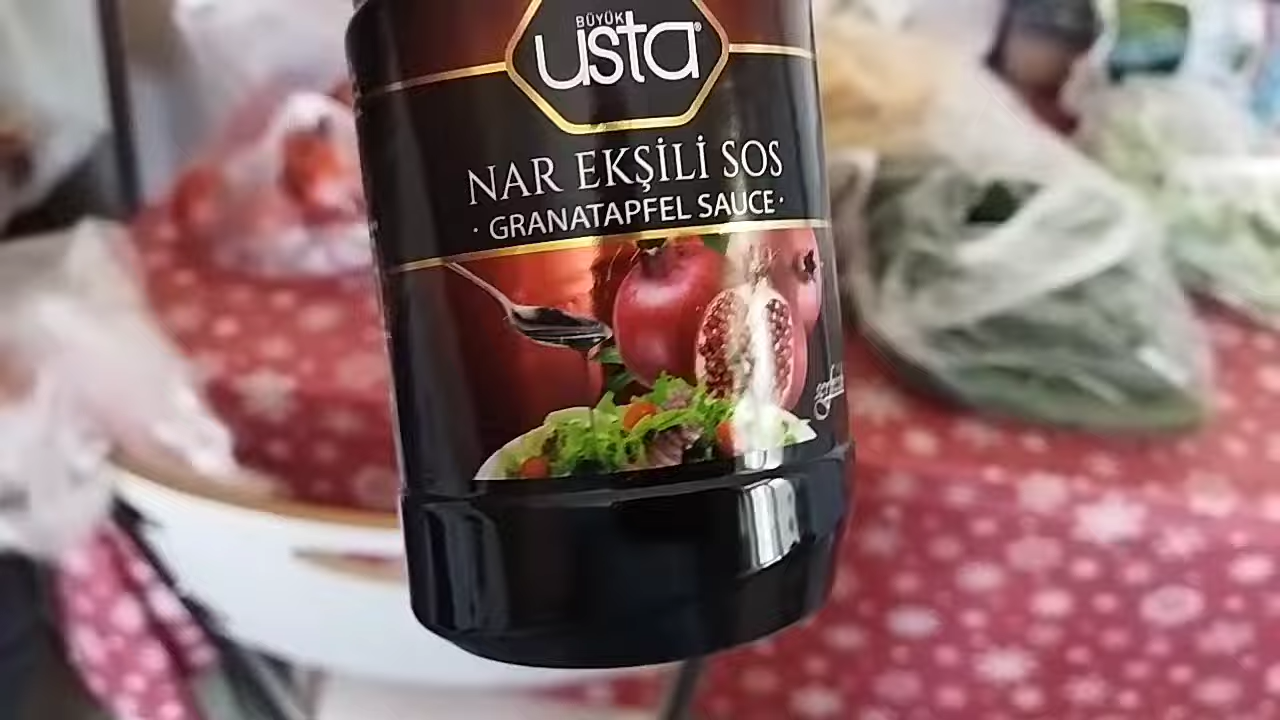 BÜYÜK
usta®
NAR EKŞİLİ SOS
· GRANATAPFEL SAUCE ·